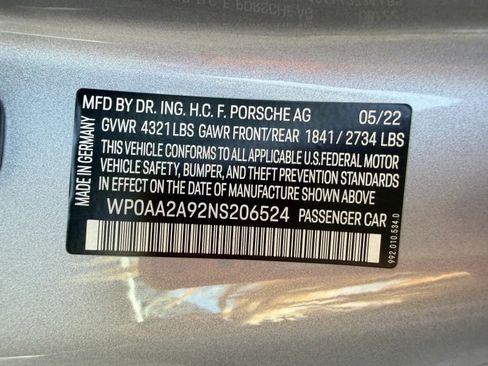 MFD BY DR. ING. H.C. F. PORSCHE AG 05/22
GVWR 4321 LBS GAWR FRONT/REAR 1841 / 2734 LBS
THIS VEHICLE CONFORMS TO ALL APPLICABLE U.S.FEDERAL MOTOR
VEHICLE SAFETY, BUMPER, AND THEFT PREVENTION STANDARDS
IN EFFECT ON THE DATE OF MANUFACTURE SHOWN ABOVE
WP0AA2A92NS206524 PASSENGER CAR
MADE IN GERMANY
992.010.534.D